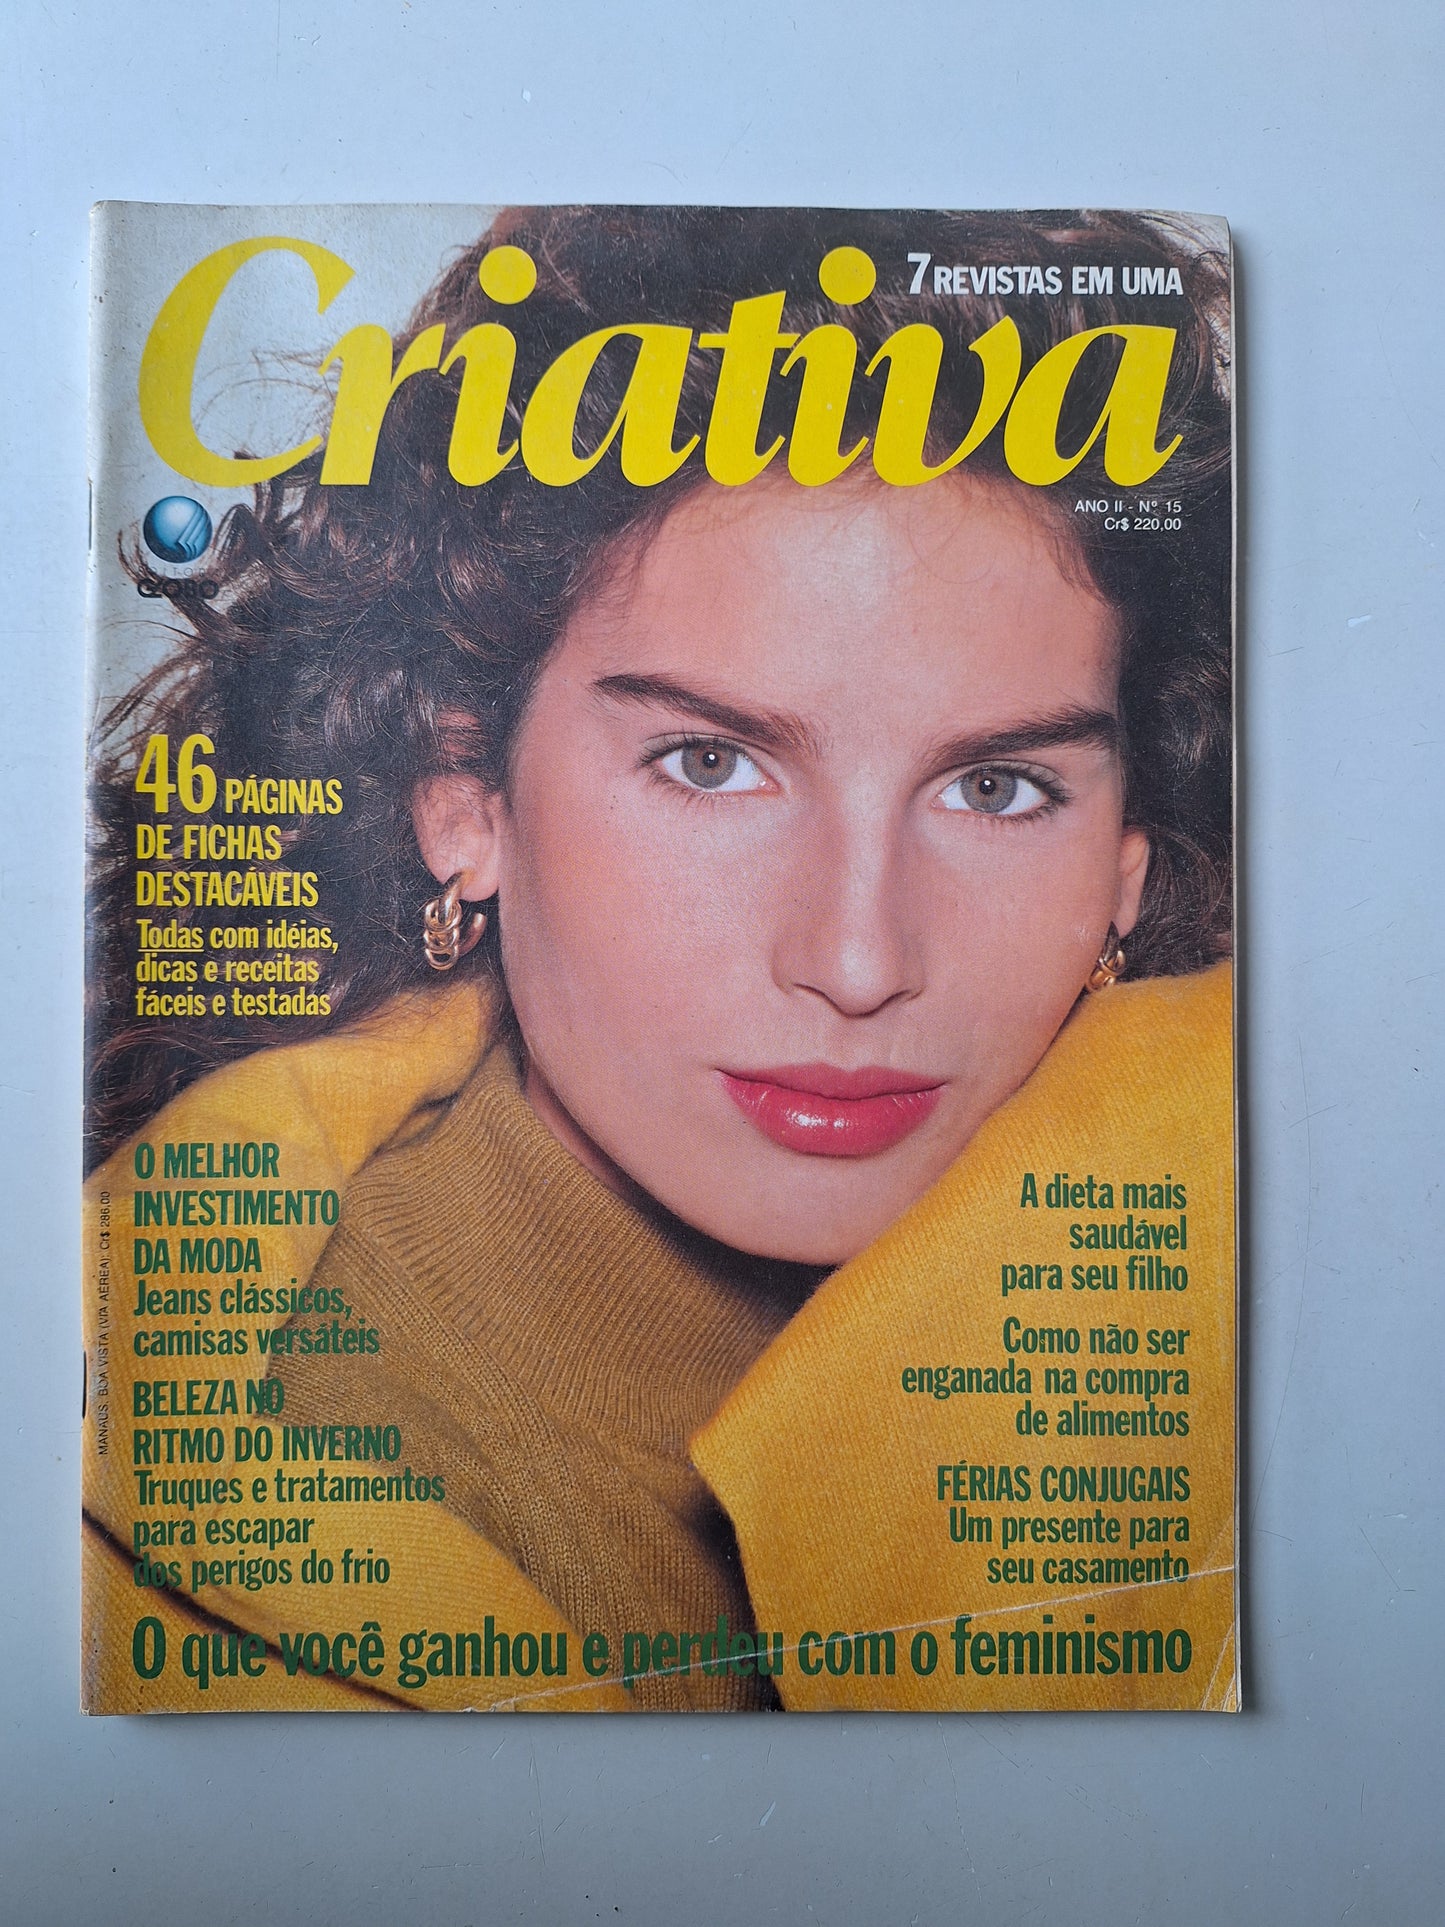 7 REVISTAS EM UMA
Criativa
ANO II - Nº 15
Cr$ 220,00
GLOBO
46 PÁGINAS
DE FICHAS
DESTACÁVEIS
Todas com idéias,
dicas e receitas
fáceis e testadas
O MELHOR
INVESTIMENTO
DA MODA
Jeans clássicos,
camisas versáteis
BELEZA NO
RITMO DO INVERNO
Truques e tratamentos
para escapar
dos perigos do frio
MANAUS, BOA VISTA (VIA AÉREA): Cr$ 286,00
A dieta mais
saudável
para seu filho
Como não ser
enganada na compra
de alimentos
FÉRIAS CONJUGAIS
Um presente para
seu casamento
O que você ganhou e perdeu com o feminismo